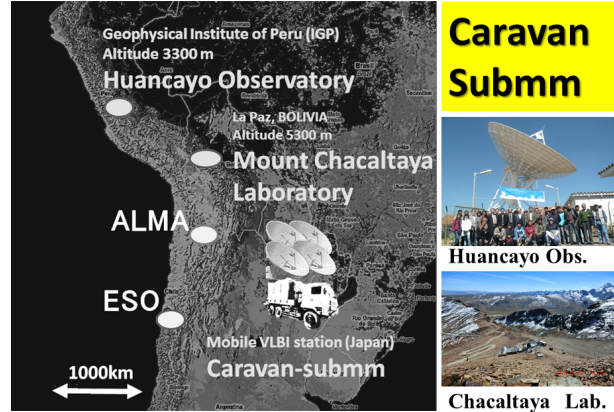 Geophysical Institute of Peru (IGP)
Altitude 3300 m
Huancayo Observatory
La Paz, BOLIVIA
Altitude 5300 m
Mount Chacaltaya
Laboratory
ALMA
ESO
Mobile VLBI station (Japan)
Caravan-submm
1000km
Argentina
Caravan
Submm
Huancayo Obs.
Chacaltaya Lab.